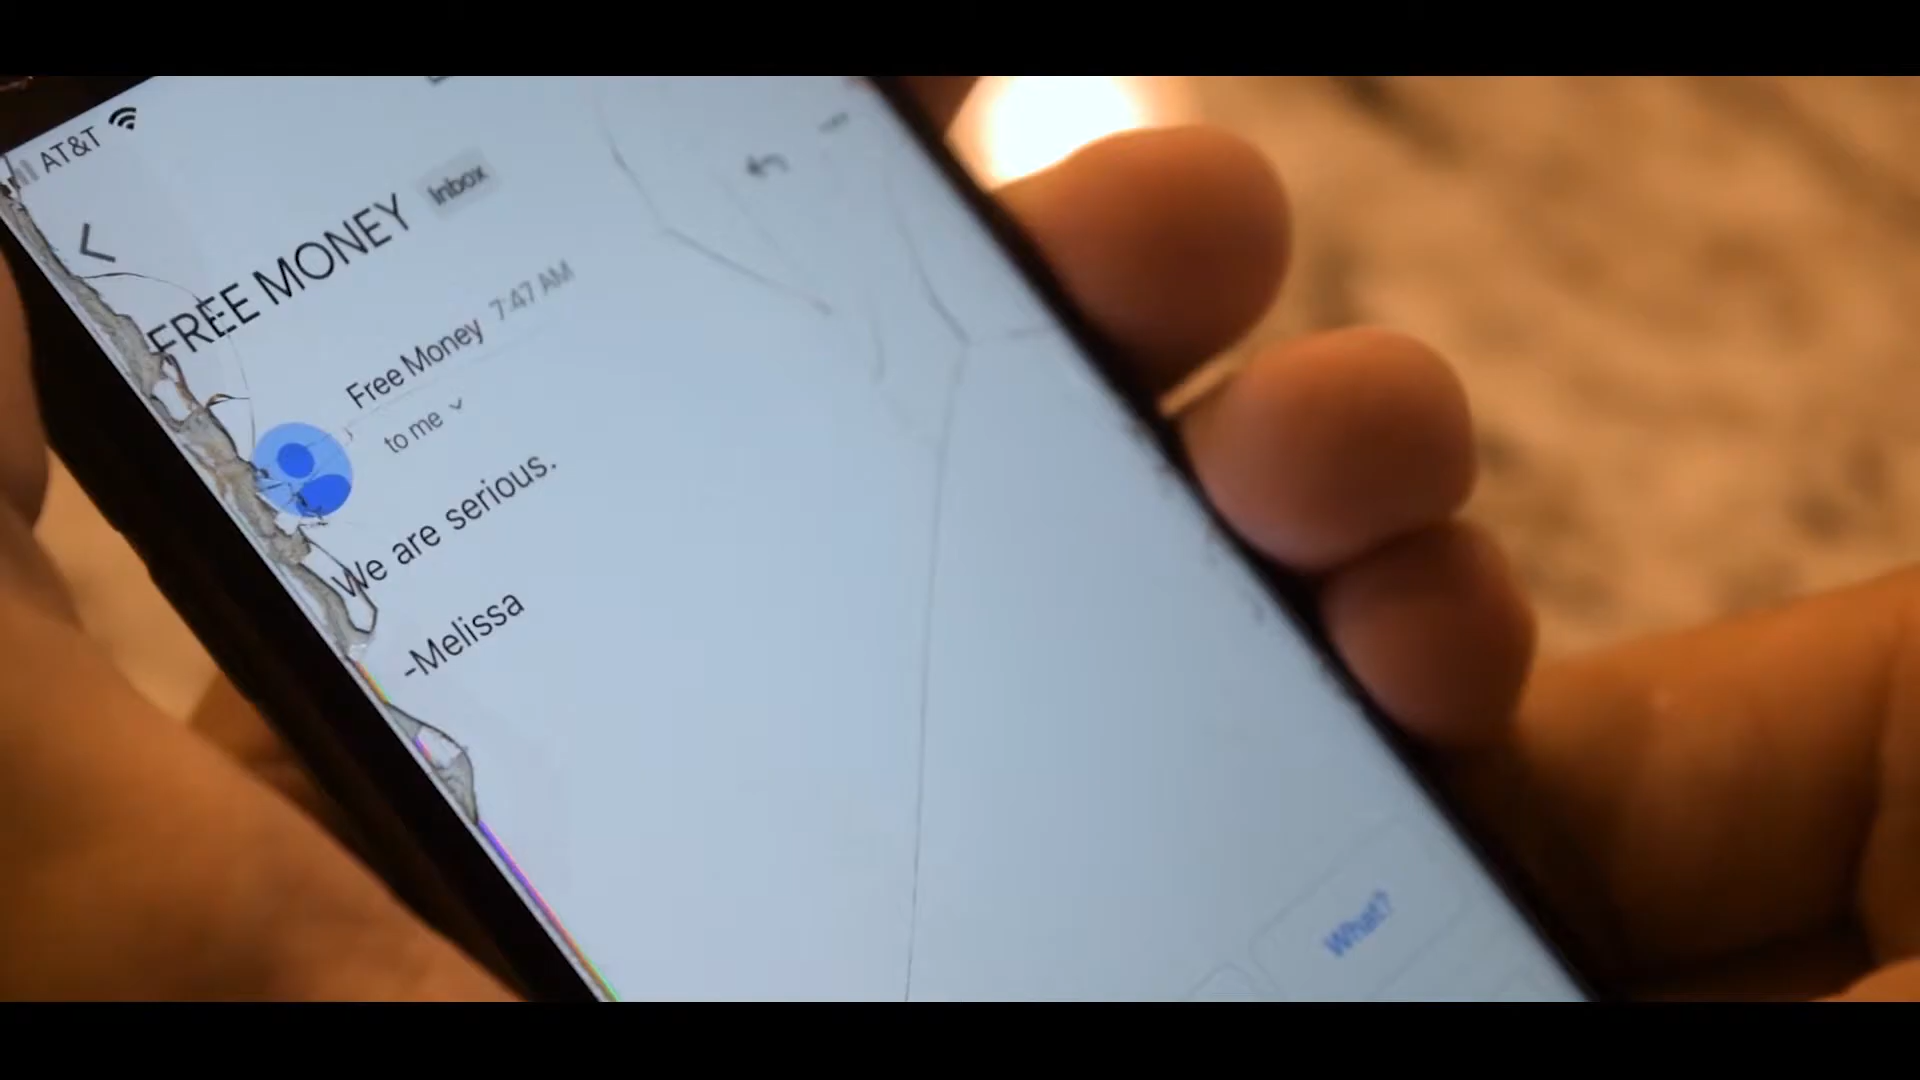 AT&T
FREE MONEY Inbox
Free Money 7:47 AM
to me
We are serious.
-Melissa
What?